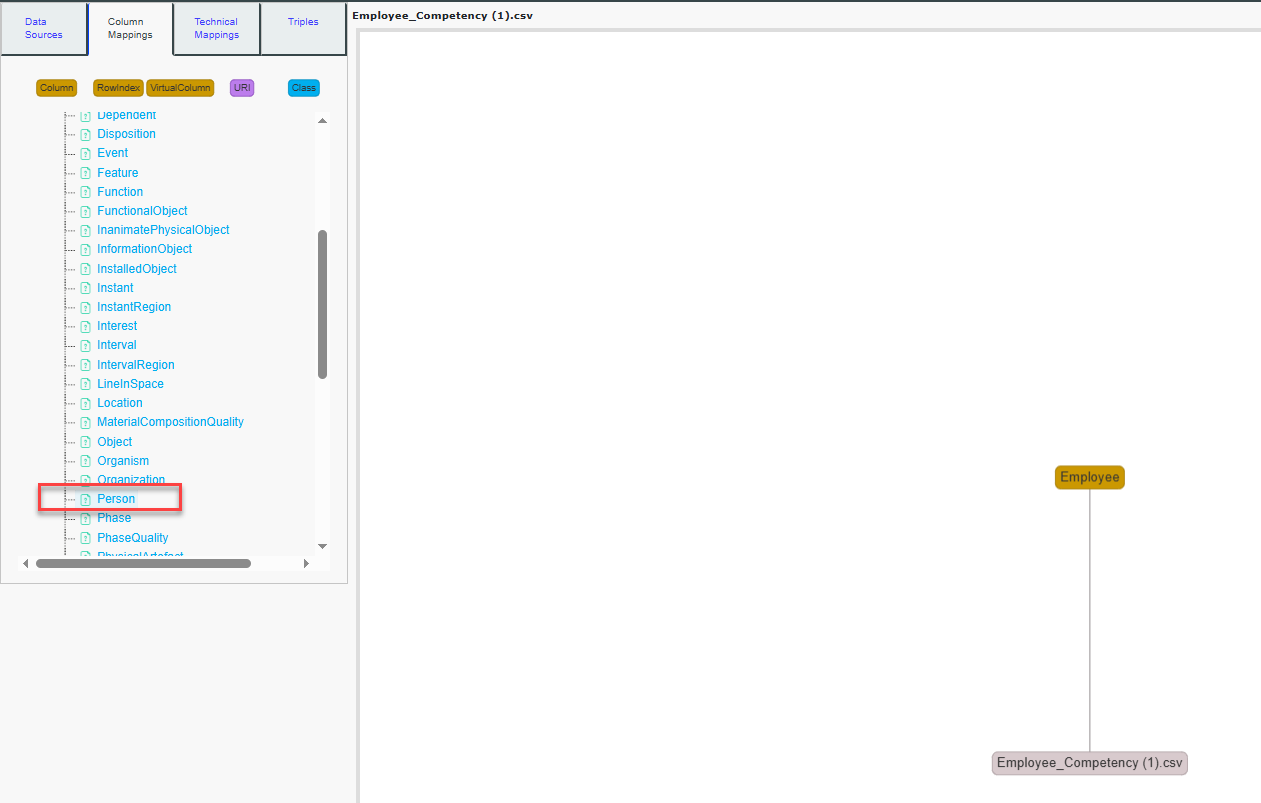 Data
Sources
Column
Mappings
Technical
Mappings
Triples
Employee_Competency (1).csv
Column
RowIndex
VirtualColumn
URI
Class
Dependent
Disposition
Event
Feature
Function
FunctionalObject
InanimatePhysicalObject
InformationObject
InstalledObject
Instant
InstantRegion
Interest
Interval
IntervalRegion
LineInSpace
Location
MaterialCompositionQuality
Object
Organism
Organization
Person
Phase
PhaseQuality
PhysicalArtefact
Employee
Employee_Competency (1).csv